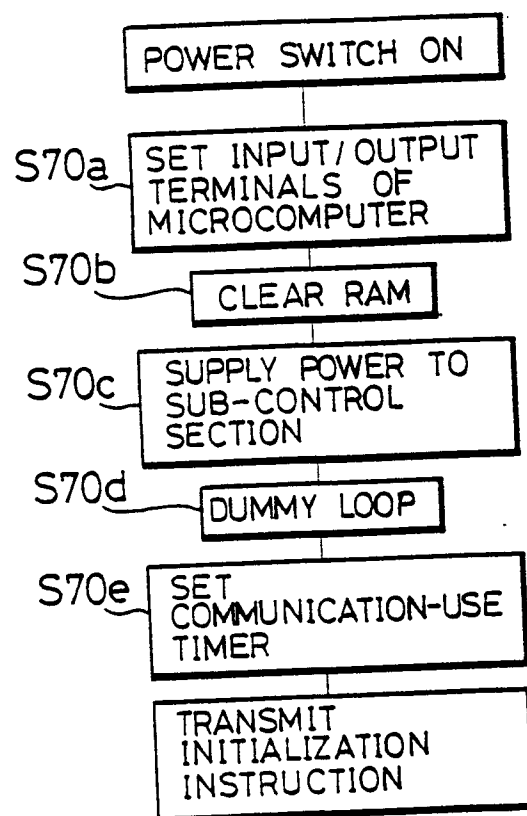 POWER SWITCH ON
S70a
SET INPUT/OUTPUT
TERMINALS OF
MICROCOMPUTER
S70b
CLEAR RAM
S70c
SUPPLY POWER TO
SUB-CONTROL
SECTION
S70d
DUMMY LOOP
S70e
SET
COMMUNICATION-USE
TIMER
TRANSMIT
INITIALIZATION
INSTRUCTION